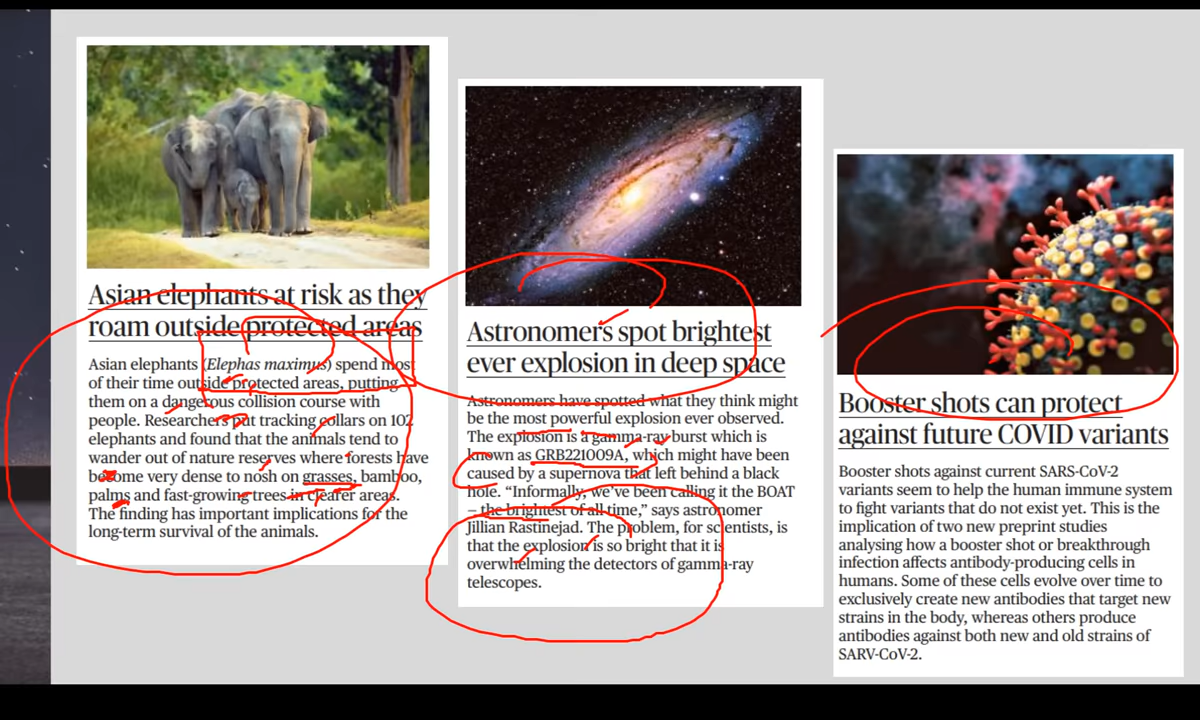 Asian elephants at risk as they
roam outside protected areas
Asian elephants (Elephas maximus) spend most
of their time outside protected areas, putting
them on a dangerous collision course with
people. Researchers put tracking collars on 102
elephants and found that the animals tend to
wander out of nature reserves where forests have
become very dense to nosh on grasses, bamboo,
palms and fast-growing trees in clearer areas.
The finding has important implications for the
long-term survival of the animals.
Astronomers spot brightest
ever explosion in deep space
Astronomers have spotted what they think might
be the most powerful explosion ever observed.
The explosion is a gamma-ray burst which is
known as GRB221009A, which might have been
caused by a supernova that left behind a black
hole. “Informally, we’ve been calling it the BOAT
– the brightest of all time,” says astronomer
Jillian Rastinejad. The problem, for scientists, is
that the explosion is so bright that it is
overwhelming the detectors of gamma-ray
telescopes.
Booster shots can protect
against future COVID variants
Booster shots against current SARS-CoV-2
variants seem to help the human immune system
to fight variants that do not exist yet. This is the
implication of two new preprint studies
analysing how a booster shot or breakthrough
infection affects antibody-producing cells in
humans. Some of these cells evolve over time to
exclusively create new antibodies that target new
strains in the body, whereas others produce
antibodies against both new and old strains of
SARV-CoV-2.